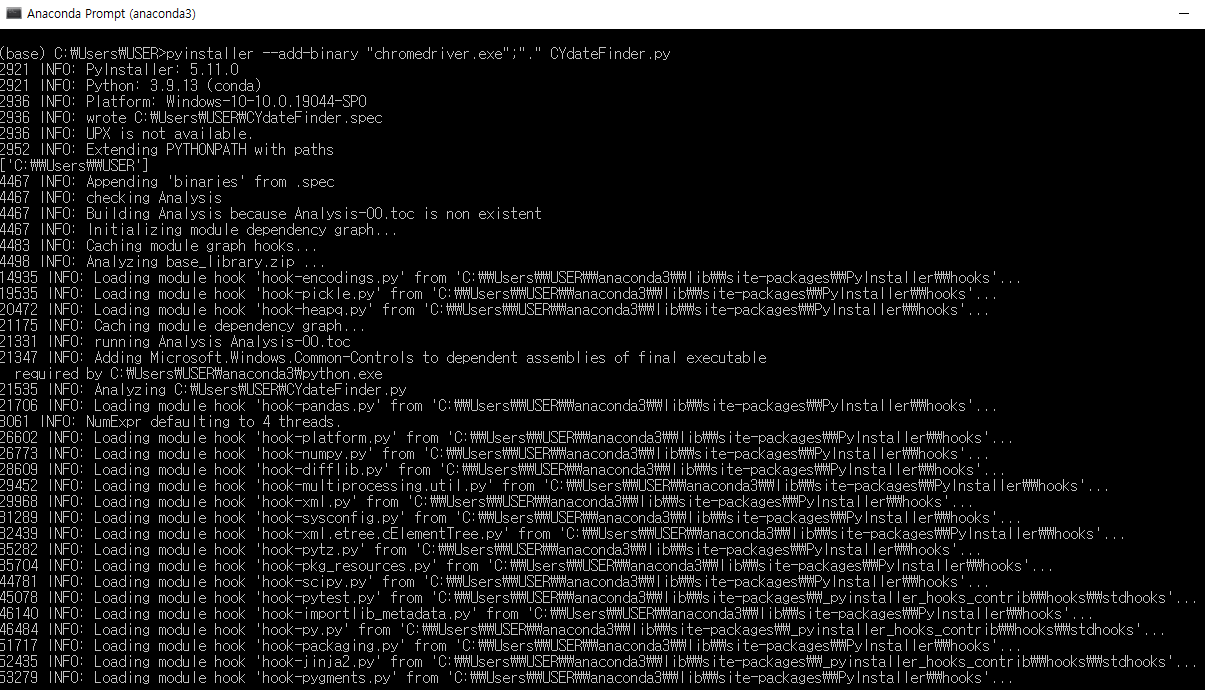 Anaconda Prompt (anaconda3)
(base) C:₩Users₩USER>pyinstaller --add-binary "chromedriver.exe";"." CYdateFinder.py
2921 INFO: PyInstaller: 5.11.0
2921 INFO: Python: 3.9.13 (conda)
2936 INFO: Platform: Windows-10-10.0.19044-SP0
2936 INFO: wrote C:₩Users₩USER₩CYdateFinder.spec
2936 INFO: UPX is not available.
2952 INFO: Extending PYTHONPATH with paths
['C:₩₩Users₩₩USER']
4467 INFO: Appending 'binaries' from .spec
4467 INFO: checking Analysis
4467 INFO: Building Analysis because Analysis-00.toc is non existent
4467 INFO: Initializing module dependency graph...
4483 INFO: Caching module graph hooks...
4498 INFO: Analyzing base_library.zip ...
14935 INFO: Loading module hook 'hook-encodings.py' from 'C:₩₩Users₩₩USER₩₩anaconda3₩₩lib₩₩site-packages₩₩PyInstaller₩₩hooks'...
19535 INFO: Loading module hook 'hook-pickle.py' from 'C:₩₩Users₩₩USER₩₩anaconda3₩₩lib₩₩site-packages₩₩PyInstaller₩₩hooks'...
20472 INFO: Loading module hook 'hook-heapq.py' from 'C:₩₩Users₩₩USER₩₩anaconda3₩₩lib₩₩site-packages₩₩PyInstaller₩₩hooks'...
21175 INFO: Caching module dependency graph...
21331 INFO: running Analysis Analysis-00.toc
21347 INFO: Adding Microsoft.Windows.Common-Controls to dependent assemblies of final executable
  required by C:₩Users₩USER₩anaconda3₩python.exe
21535 INFO: Analyzing C:₩Users₩USER₩CYdateFinder.py
21706 INFO: Loading module hook 'hook-pandas.py' from 'C:₩₩Users₩₩USER₩₩anaconda3₩₩lib₩₩site-packages₩₩PyInstaller₩₩hooks'...
3061 INFO: NumExpr defaulting to 4 threads.
26602 INFO: Loading module hook 'hook-platform.py' from 'C:₩₩Users₩₩USER₩₩anaconda3₩₩lib₩₩site-packages₩₩PyInstaller₩₩hooks'...
26773 INFO: Loading module hook 'hook-numpy.py' from 'C:₩₩Users₩₩USER₩₩anaconda3₩₩lib₩₩site-packages₩₩PyInstaller₩₩hooks'...
28609 INFO: Loading module hook 'hook-difflib.py' from 'C:₩₩Users₩₩USER₩₩anaconda3₩₩lib₩₩site-packages₩₩PyInstaller₩₩hooks'...
29452 INFO: Loading module hook 'hook-multiprocessing.util.py' from 'C:₩₩Users₩₩USER₩₩anaconda3₩₩lib₩₩site-packages₩₩PyInstaller₩₩hooks'...
29968 INFO: Loading module hook 'hook-xml.py' from 'C:₩₩Users₩₩USER₩₩anaconda3₩₩lib₩₩site-packages₩₩PyInstaller₩₩hooks'...
31289 INFO: Loading module hook 'hook-sysconfig.py' from 'C:₩₩Users₩₩USER₩₩anaconda3₩₩lib₩₩site-packages₩₩PyInstaller₩₩hooks'...
32439 INFO: Loading module hook 'hook-xml.etree.cElementTree.py' from 'C:₩₩Users₩₩USER₩₩anaconda3₩₩lib₩₩site-packages₩₩PyInstaller₩₩hooks'...
35282 INFO: Loading module hook 'hook-pytz.py' from 'C:₩₩Users₩₩USER₩₩anaconda3₩₩lib₩₩site-packages₩₩PyInstaller₩₩hooks'...
35704 INFO: Loading module hook 'hook-pkg_resources.py' from 'C:₩₩Users₩₩USER₩₩anaconda3₩₩lib₩₩site-packages₩₩PyInstaller₩₩hooks'...
44781 INFO: Loading module hook 'hook-scipy.py' from 'C:₩₩Users₩₩USER₩₩anaconda3₩₩lib₩₩site-packages₩₩PyInstaller₩₩hooks'...
45078 INFO: Loading module hook 'hook-pytest.py' from 'C:₩₩Users₩₩USER₩₩anaconda3₩₩lib₩₩site-packages₩₩_pyinstaller_hooks_contrib₩₩hooks₩₩stdhooks'...
46140 INFO: Loading module hook 'hook-importlib_metadata.py' from 'C:₩₩Users₩₩USER₩₩anaconda3₩₩lib₩₩site-packages₩₩PyInstaller₩₩hooks'...
46484 INFO: Loading module hook 'hook-py.py' from 'C:₩₩Users₩₩USER₩₩anaconda3₩₩lib₩₩site-packages₩₩_pyinstaller_hooks_contrib₩₩hooks₩₩stdhooks'...
51717 INFO: Loading module hook 'hook-packaging.py' from 'C:₩₩Users₩₩USER₩₩anaconda3₩₩lib₩₩site-packages₩₩PyInstaller₩₩hooks'...
52435 INFO: Loading module hook 'hook-jinja2.py' from 'C:₩₩Users₩₩USER₩₩anaconda3₩₩lib₩₩site-packages₩₩_pyinstaller_hooks_contrib₩₩hooks₩₩stdhooks'...
53279 INFO: Loading module hook 'hook-pygments.py' from 'C:₩₩Users₩₩USER₩₩anaconda3₩₩lib₩₩site-packages₩₩PyInstaller₩₩hooks'...